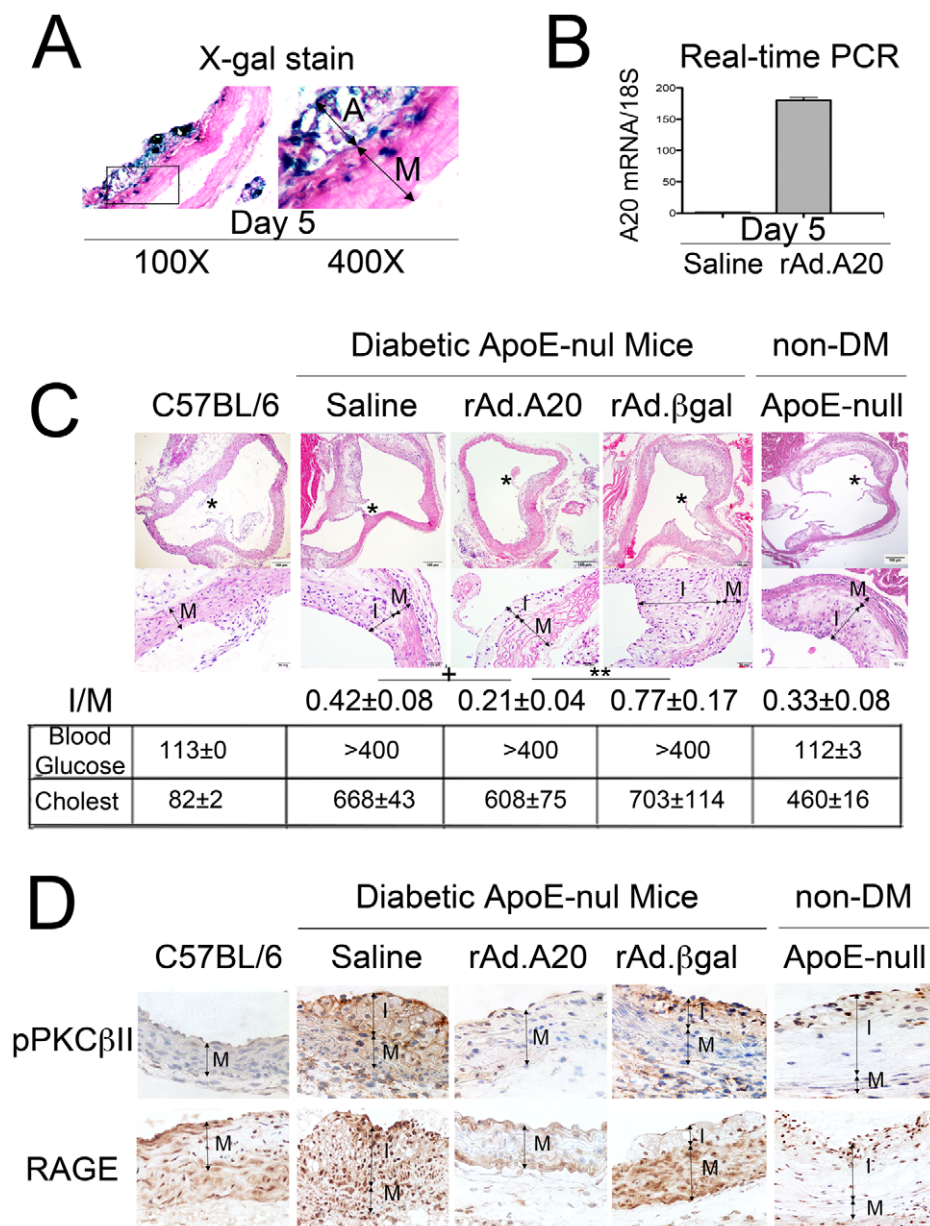 A
X-gal stain
A
M
Day 5
100X 400X
B
Real-time PCR
A20 mRNA/18S
200
150
100
50
0
Day 5
Saline rAd.A20
Diabetic ApoE-nul Mice non-DM
C
C57BL/6 Saline rAd.A20 rAd.βgal ApoE-null
* * * * *
M I M I M I M I M
+ **
I/M 0.42±0.08 0.21±0.04 0.77±0.17 0.33±0.08
Blood
Glucose 113±0 >400 >400 >400 112±3
Cholest 82±2 668±43 608±75 703±114 460±16
D
Diabetic ApoE-nul Mice non-DM
C57BL/6 Saline rAd.A20 rAd.βgal ApoE-null
pPKCβII
M I M M I M I M
RAGE
M I M M I M I M